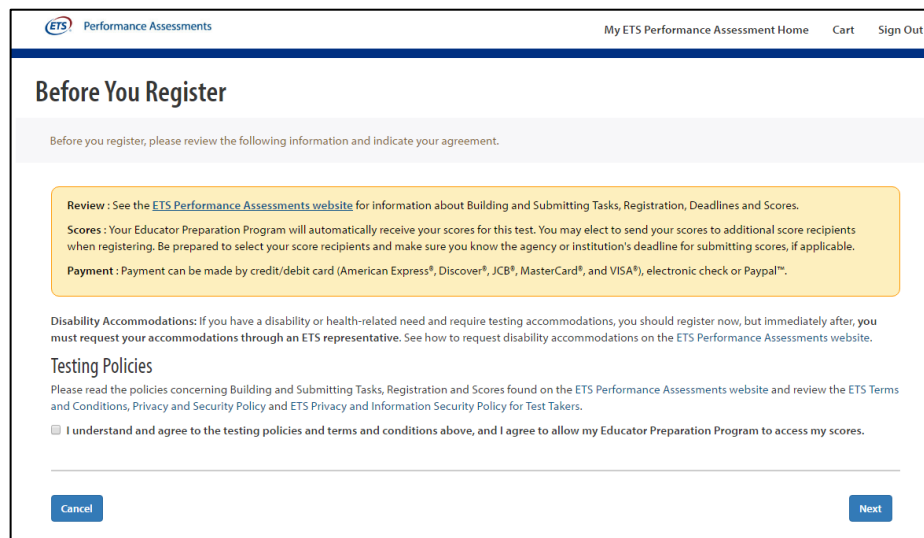 ETS Performance Assessments
My ETS Performance Assessment Home Cart Sign Out
Before You Register
Before you register, please review the following information and indicate your agreement.
Review : See the ETS Performance Assessments website for information about Building and Submitting Tasks, Registration, Deadlines and Scores.
Scores : Your Educator Preparation Program will automatically receive your scores for this test. You may elect to send your scores to additional score recipients
when registering. Be prepared to select your score recipients and make sure you know the agency or institution's deadline for submitting scores, if applicable.
Payment : Payment can be made by credit/debit card (American Express®, Discover®, JCB®, MasterCard®, and VISA®), electronic check or Paypal™.
Disability Accommodations: If you have a disability or health-related need and require testing accommodations, you should register now, but immediately after, you
must request your accommodations through an ETS representative. See how to request disability accommodations on the ETS Performance Assessments website.
Testing Policies
Please read the policies concerning Building and Submitting Tasks, Registration and Scores found on the ETS Performance Assessments website and review the ETS Terms
and Conditions, Privacy and Security Policy and ETS Privacy and Information Security Policy for Test Takers.
I understand and agree to the testing policies and terms and conditions above, and I agree to allow my Educator Preparation Program to access my scores.
Cancel
Next